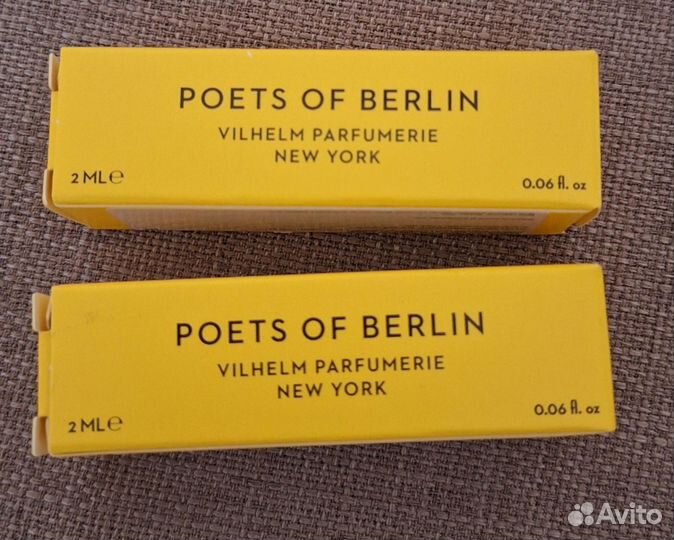 POETS OF BERLIN
VILHELM PARFUMERIE
NEW YORK
2 ML℮
0.06 fl. oz
POETS OF BERLIN
VILHELM PARFUMERIE
NEW YORK
2 ML℮
0.06 fl. oz
Avito